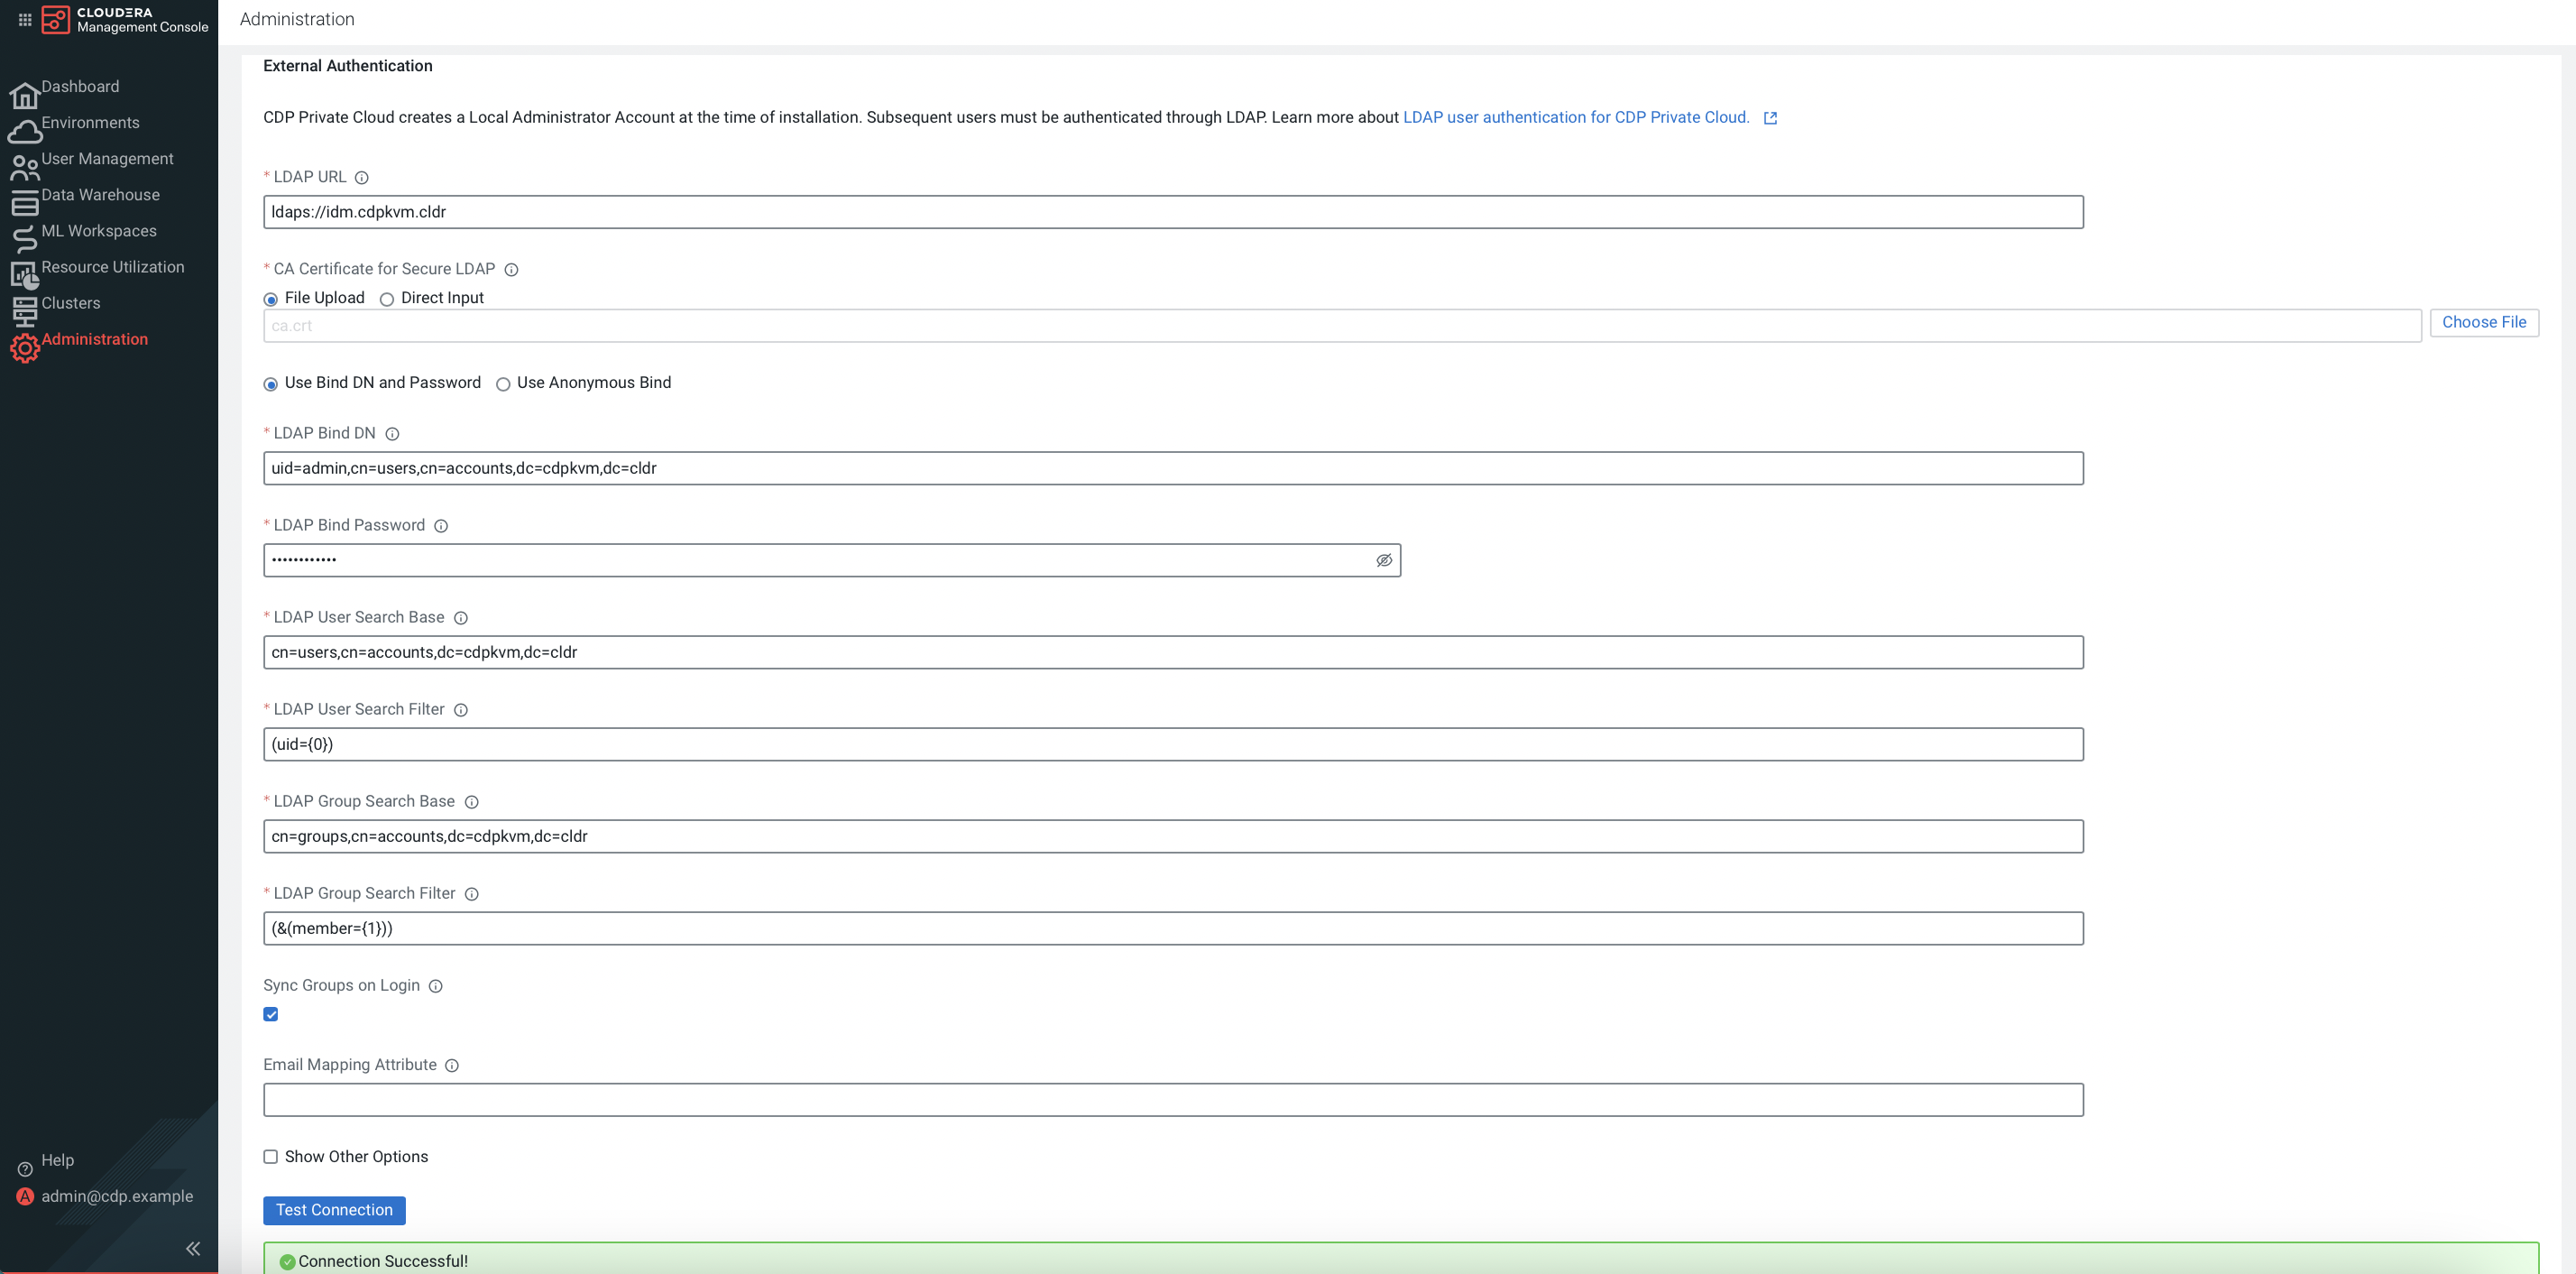 CLOUDERA
Management Console
Dashboard
Environments
User Management
Data Warehouse
ML Workspaces
Resource Utilization
Clusters
Administration
Help
A admin@cdp.example
Administration
External Authentication
CDP Private Cloud creates a Local Administrator Account at the time of installation. Subsequent users must be authenticated through LDAP. Learn more about LDAP user authentication for CDP Private Cloud.
* LDAP URL
ldaps://idm.cdpkvm.cldr
* CA Certificate for Secure LDAP
File Upload Direct Input
ca.crt Choose File
Use Bind DN and Password Use Anonymous Bind
* LDAP Bind DN
uid=admin,cn=users,cn=accounts,dc=cdpkvm,dc=cldr
* LDAP Bind Password
••••••••••••
* LDAP User Search Base
cn=users,cn=accounts,dc=cdpkvm,dc=cldr
* LDAP User Search Filter
(uid={0})
* LDAP Group Search Base
cn=groups,cn=accounts,dc=cdpkvm,dc=cldr
* LDAP Group Search Filter
(&(member={1}))
Sync Groups on Login
Email Mapping Attribute
Show Other Options
Test Connection
Connection Successful!